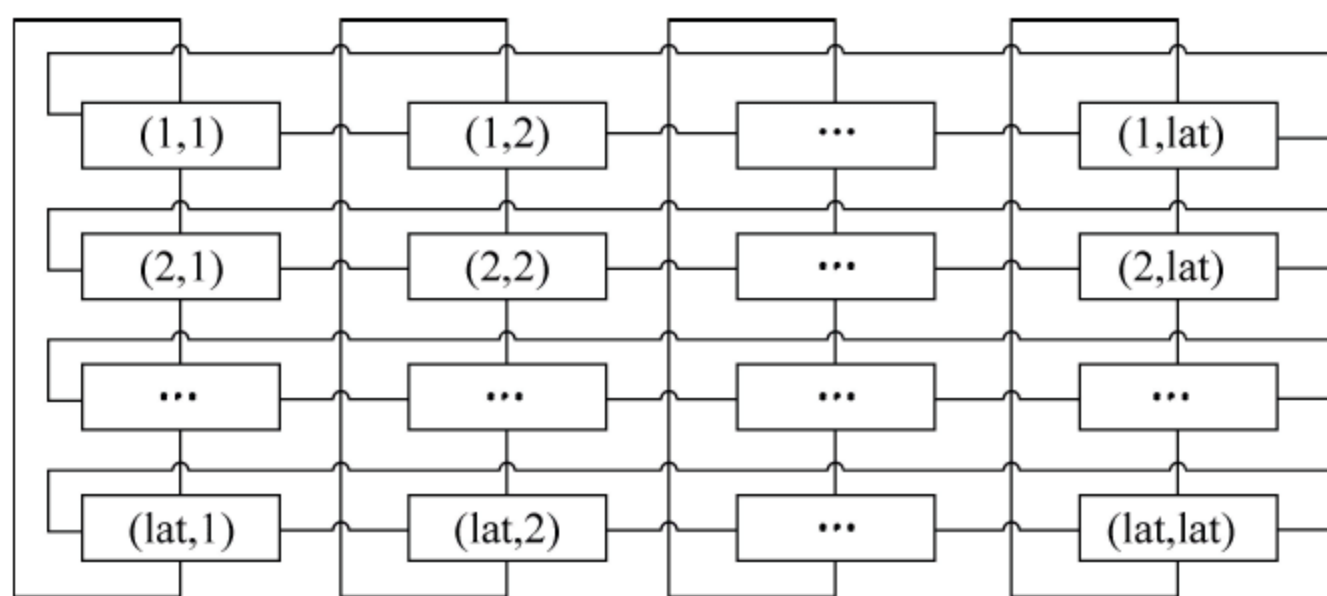 (1,1) (1,2) ... (1,lat)
(2,1) (2,2) ... (2,lat)
... ... ... ...
(lat,1) (lat,2) ... (lat,lat)